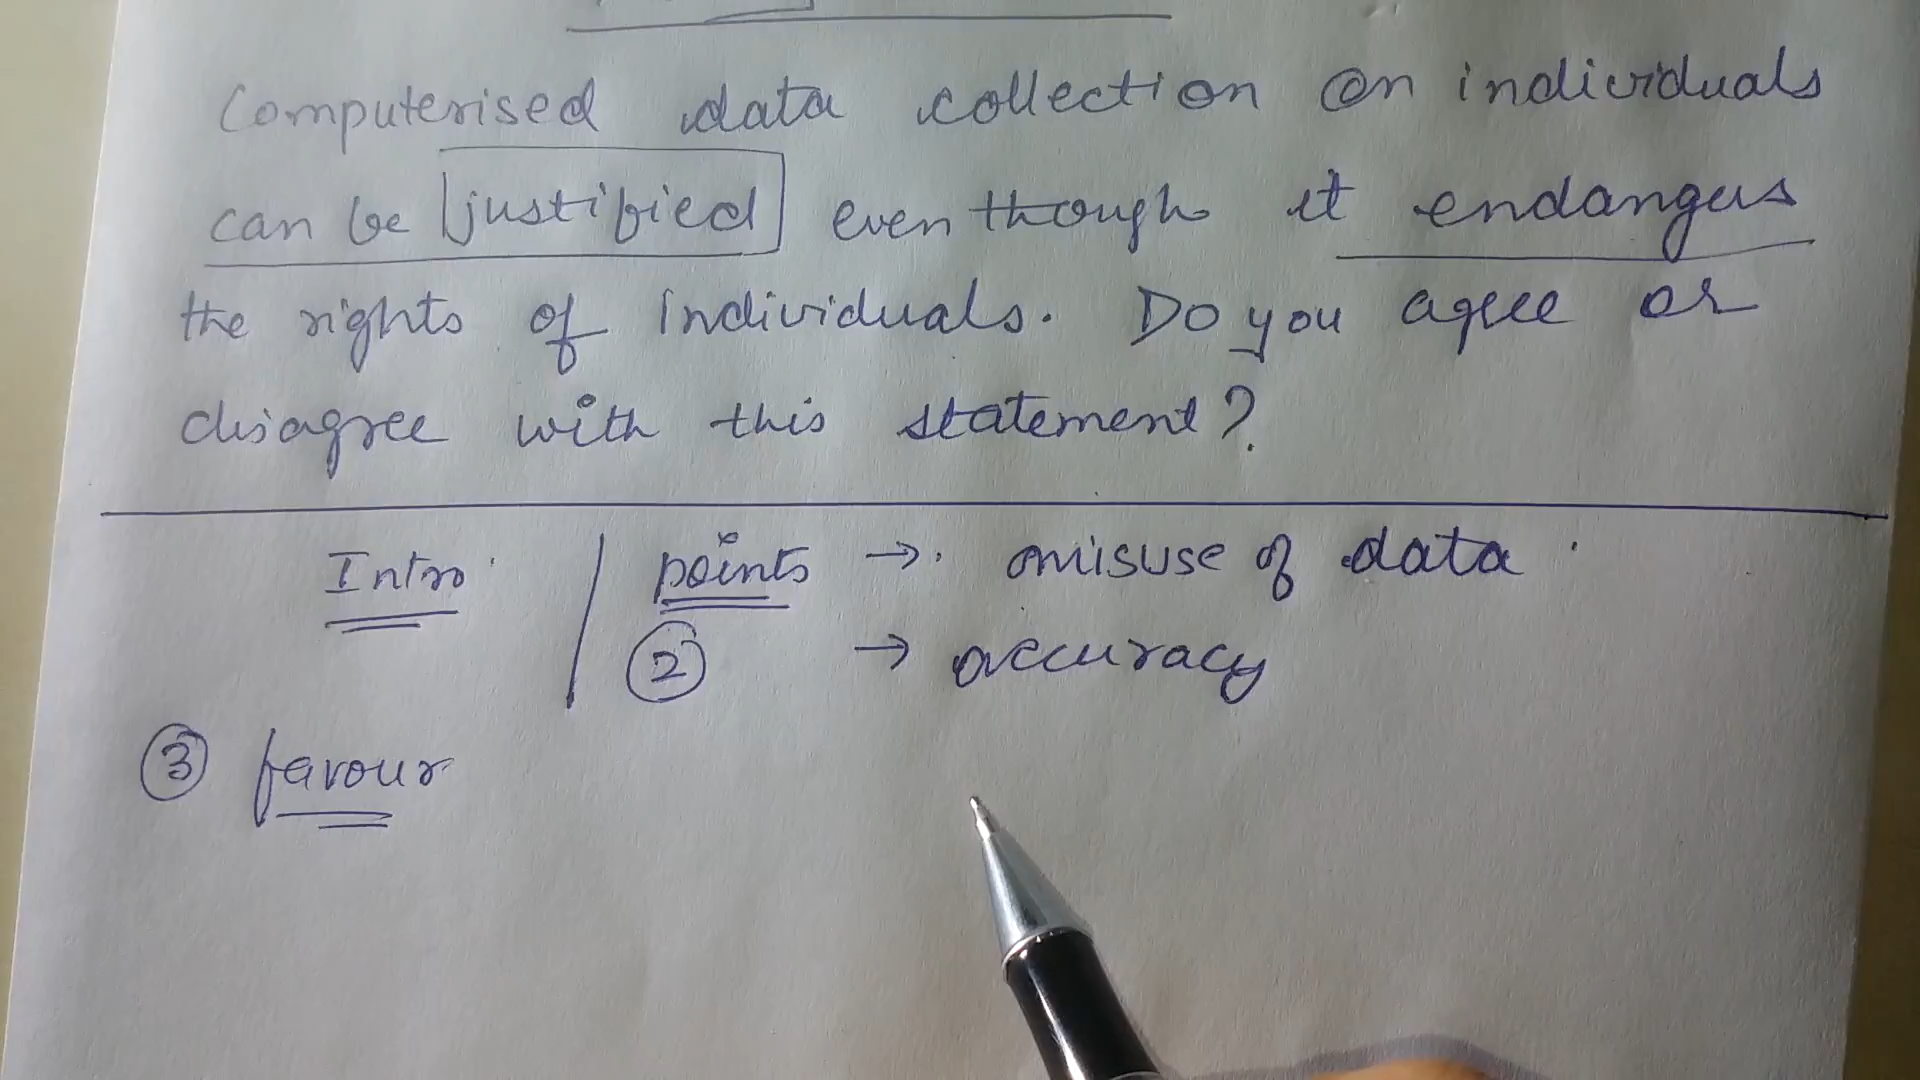 Computerised data collection on individuals
can be justified even though it endangers
the rights of individuals. Do you agree or
disagree with this statement?
Intro. points → misuse of data.
② → accuracy
③ favour